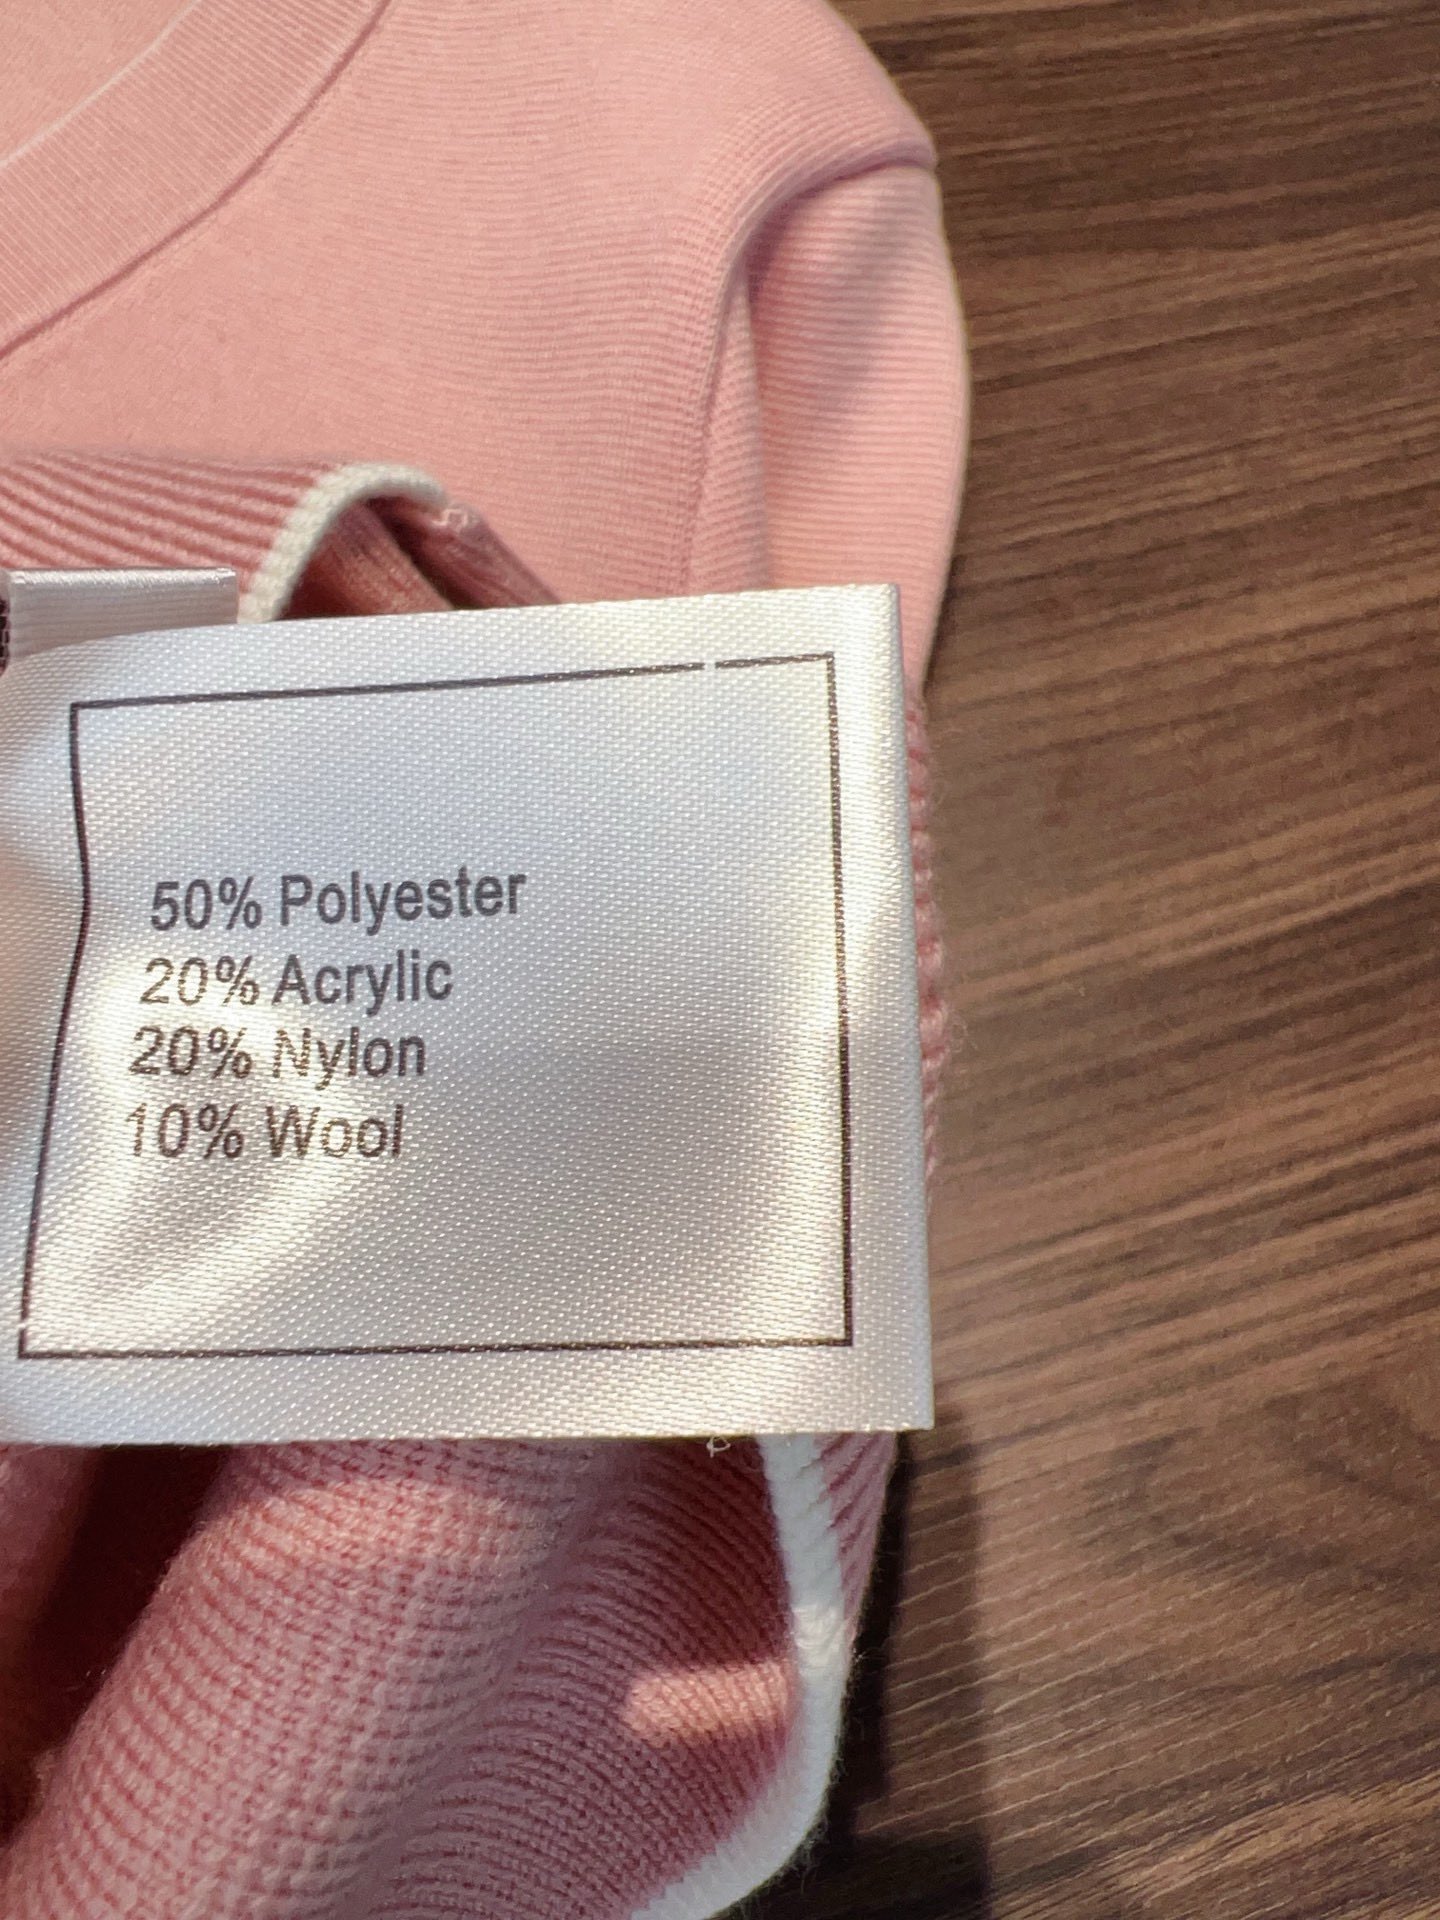 50% Polyester
20% Acrylic
20% Nylon
10% Wool